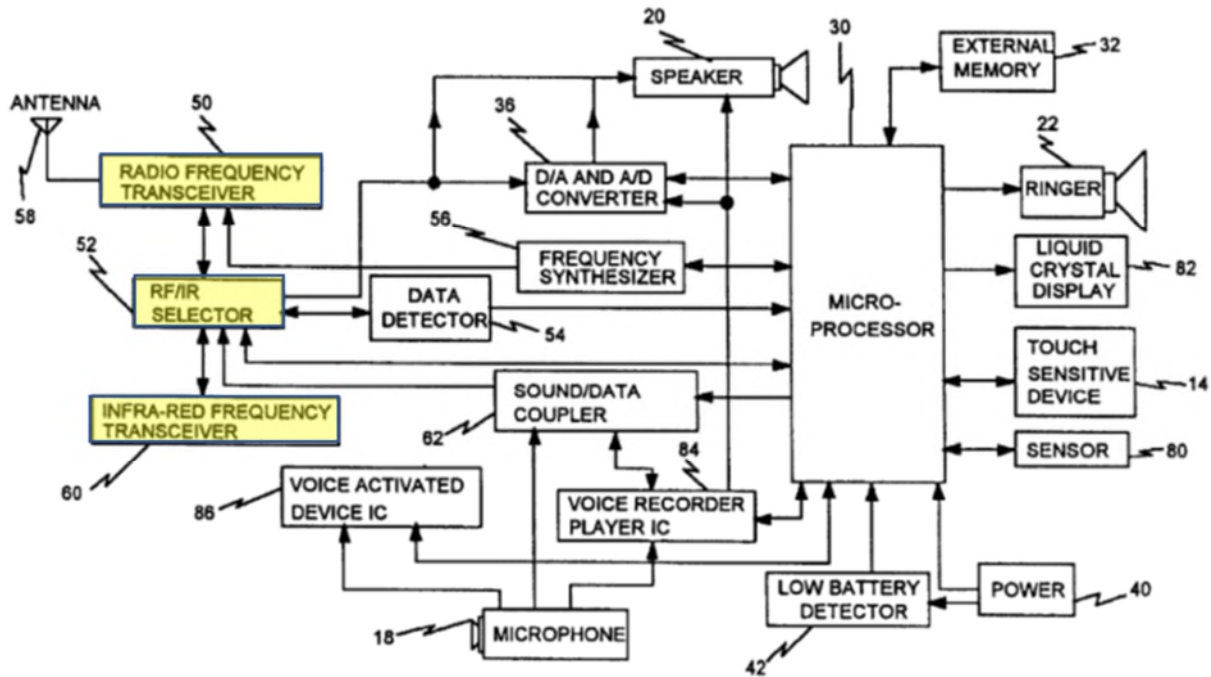 20
30
EXTERNAL
MEMORY
32
SPEAKER
ANTENNA
50
36
22
58
RADIO FREQUENCY
TRANSCEIVER
D/A AND A/D
CONVERTER
RINGER
56
52
FREQUENCY
SYNTHESIZER
LIQUID
CRYSTAL
DISPLAY
82
RF/IR
SELECTOR
DATA
DETECTOR
54
MICRO-
PROCESSOR
TOUCH
SENSITIVE
DEVICE
14
INFRA-RED FREQUENCY
TRANSCEIVER
SOUND/DATA
COUPLER
62
60
84
SENSOR
80
86
VOICE ACTIVATED
DEVICE IC
VOICE RECORDER
PLAYER IC
LOW BATTERY
DETECTOR
POWER
40
18
MICROPHONE
42